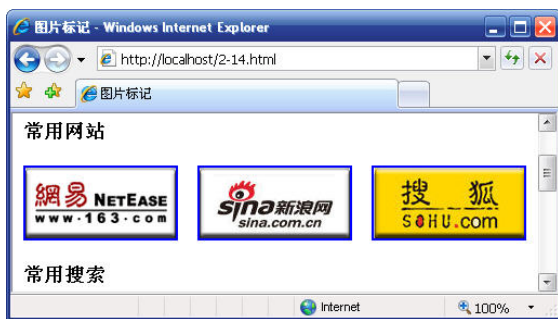 图片标记 - Windows Internet Explorer
http://localhost/2-14.html
图片标记
常用网站
網易 NETEASE
www.163.com
sina新浪网
sina.com.cn
搜 狐
SOHU.com
常用搜索
Internet
100%